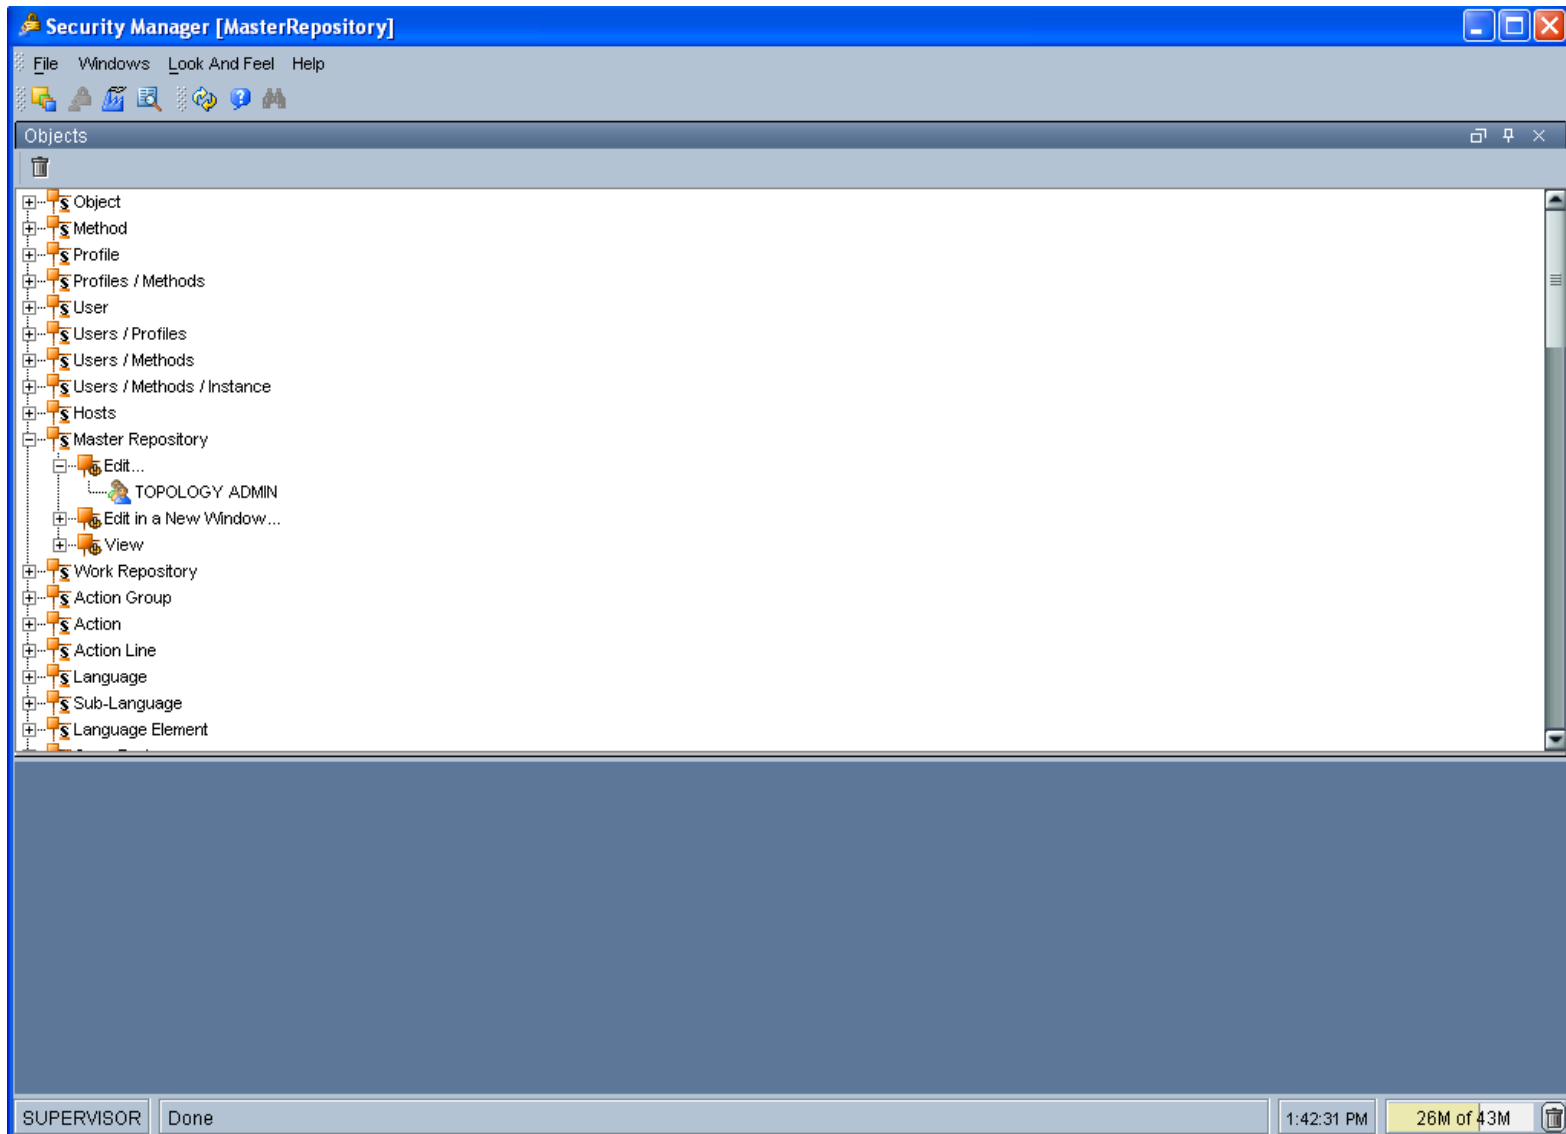 Security Manager [MasterRepository]
File Windows Look And Feel Help
Objects
Object
Method
Profile
Profiles / Methods
User
Users / Profiles
Users / Methods
Users / Methods / Instance
Hosts
Master Repository
Edit...
TOPOLOGY ADMIN
Edit in a New Window...
View
Work Repository
Action Group
Action
Action Line
Language
Sub-Language
Language Element
SUPERVISOR Done 1:42:31 PM 26M of 43M